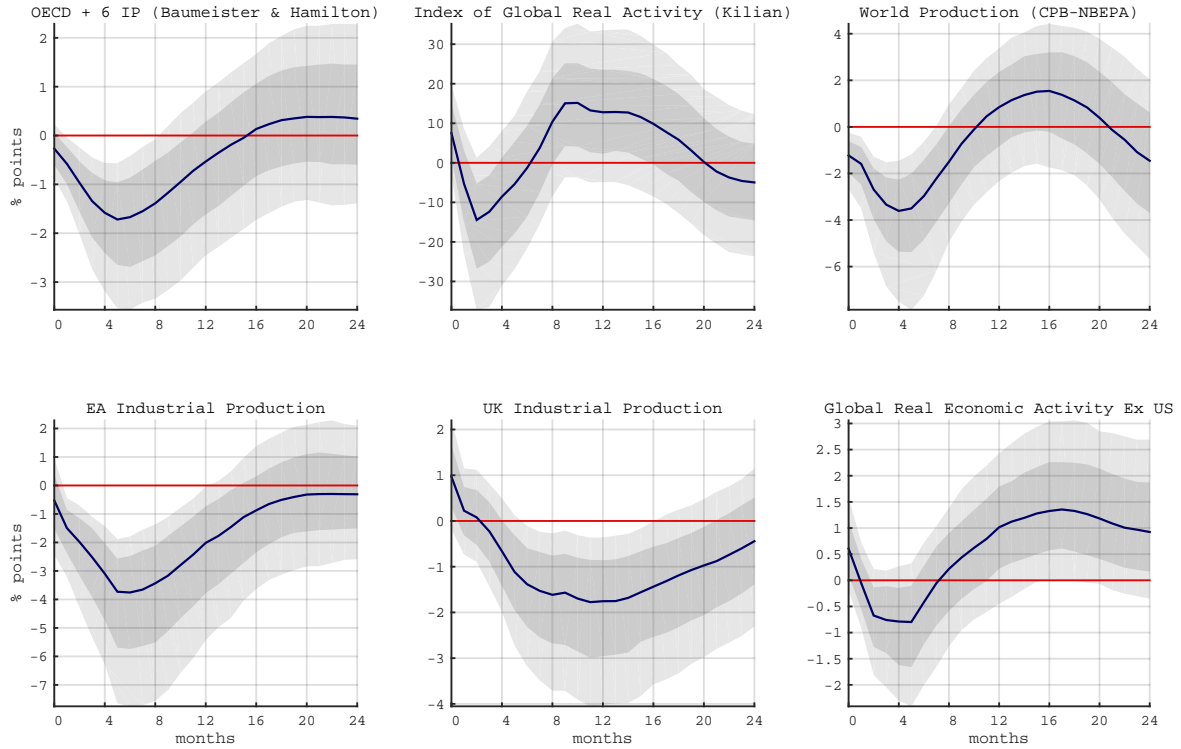 OECD + 6 IP (Baumeister & Hamilton)
Index of Global Real Activity (Kilian)
World Production (CPB-NBEPA)
% points
2
1
0
-1
-2
-3
0 4 8 12 16 20 24
30
20
10
0
-10
-20
-30
0 4 8 12 16 20 24
4
2
0
-2
-4
-6
0 4 8 12 16 20 24
EA Industrial Production
UK Industrial Production
Global Real Economic Activity Ex US
% points
2
1
0
-1
-2
-3
-4
-5
-6
-7
0 4 8 12 16 20 24
months
2
1
0
-1
-2
-3
-4
0 4 8 12 16 20 24
months
3
2.5
2
1.5
1
0.5
0
-0.5
-1
-1.5
-2
0 4 8 12 16 20 24
months